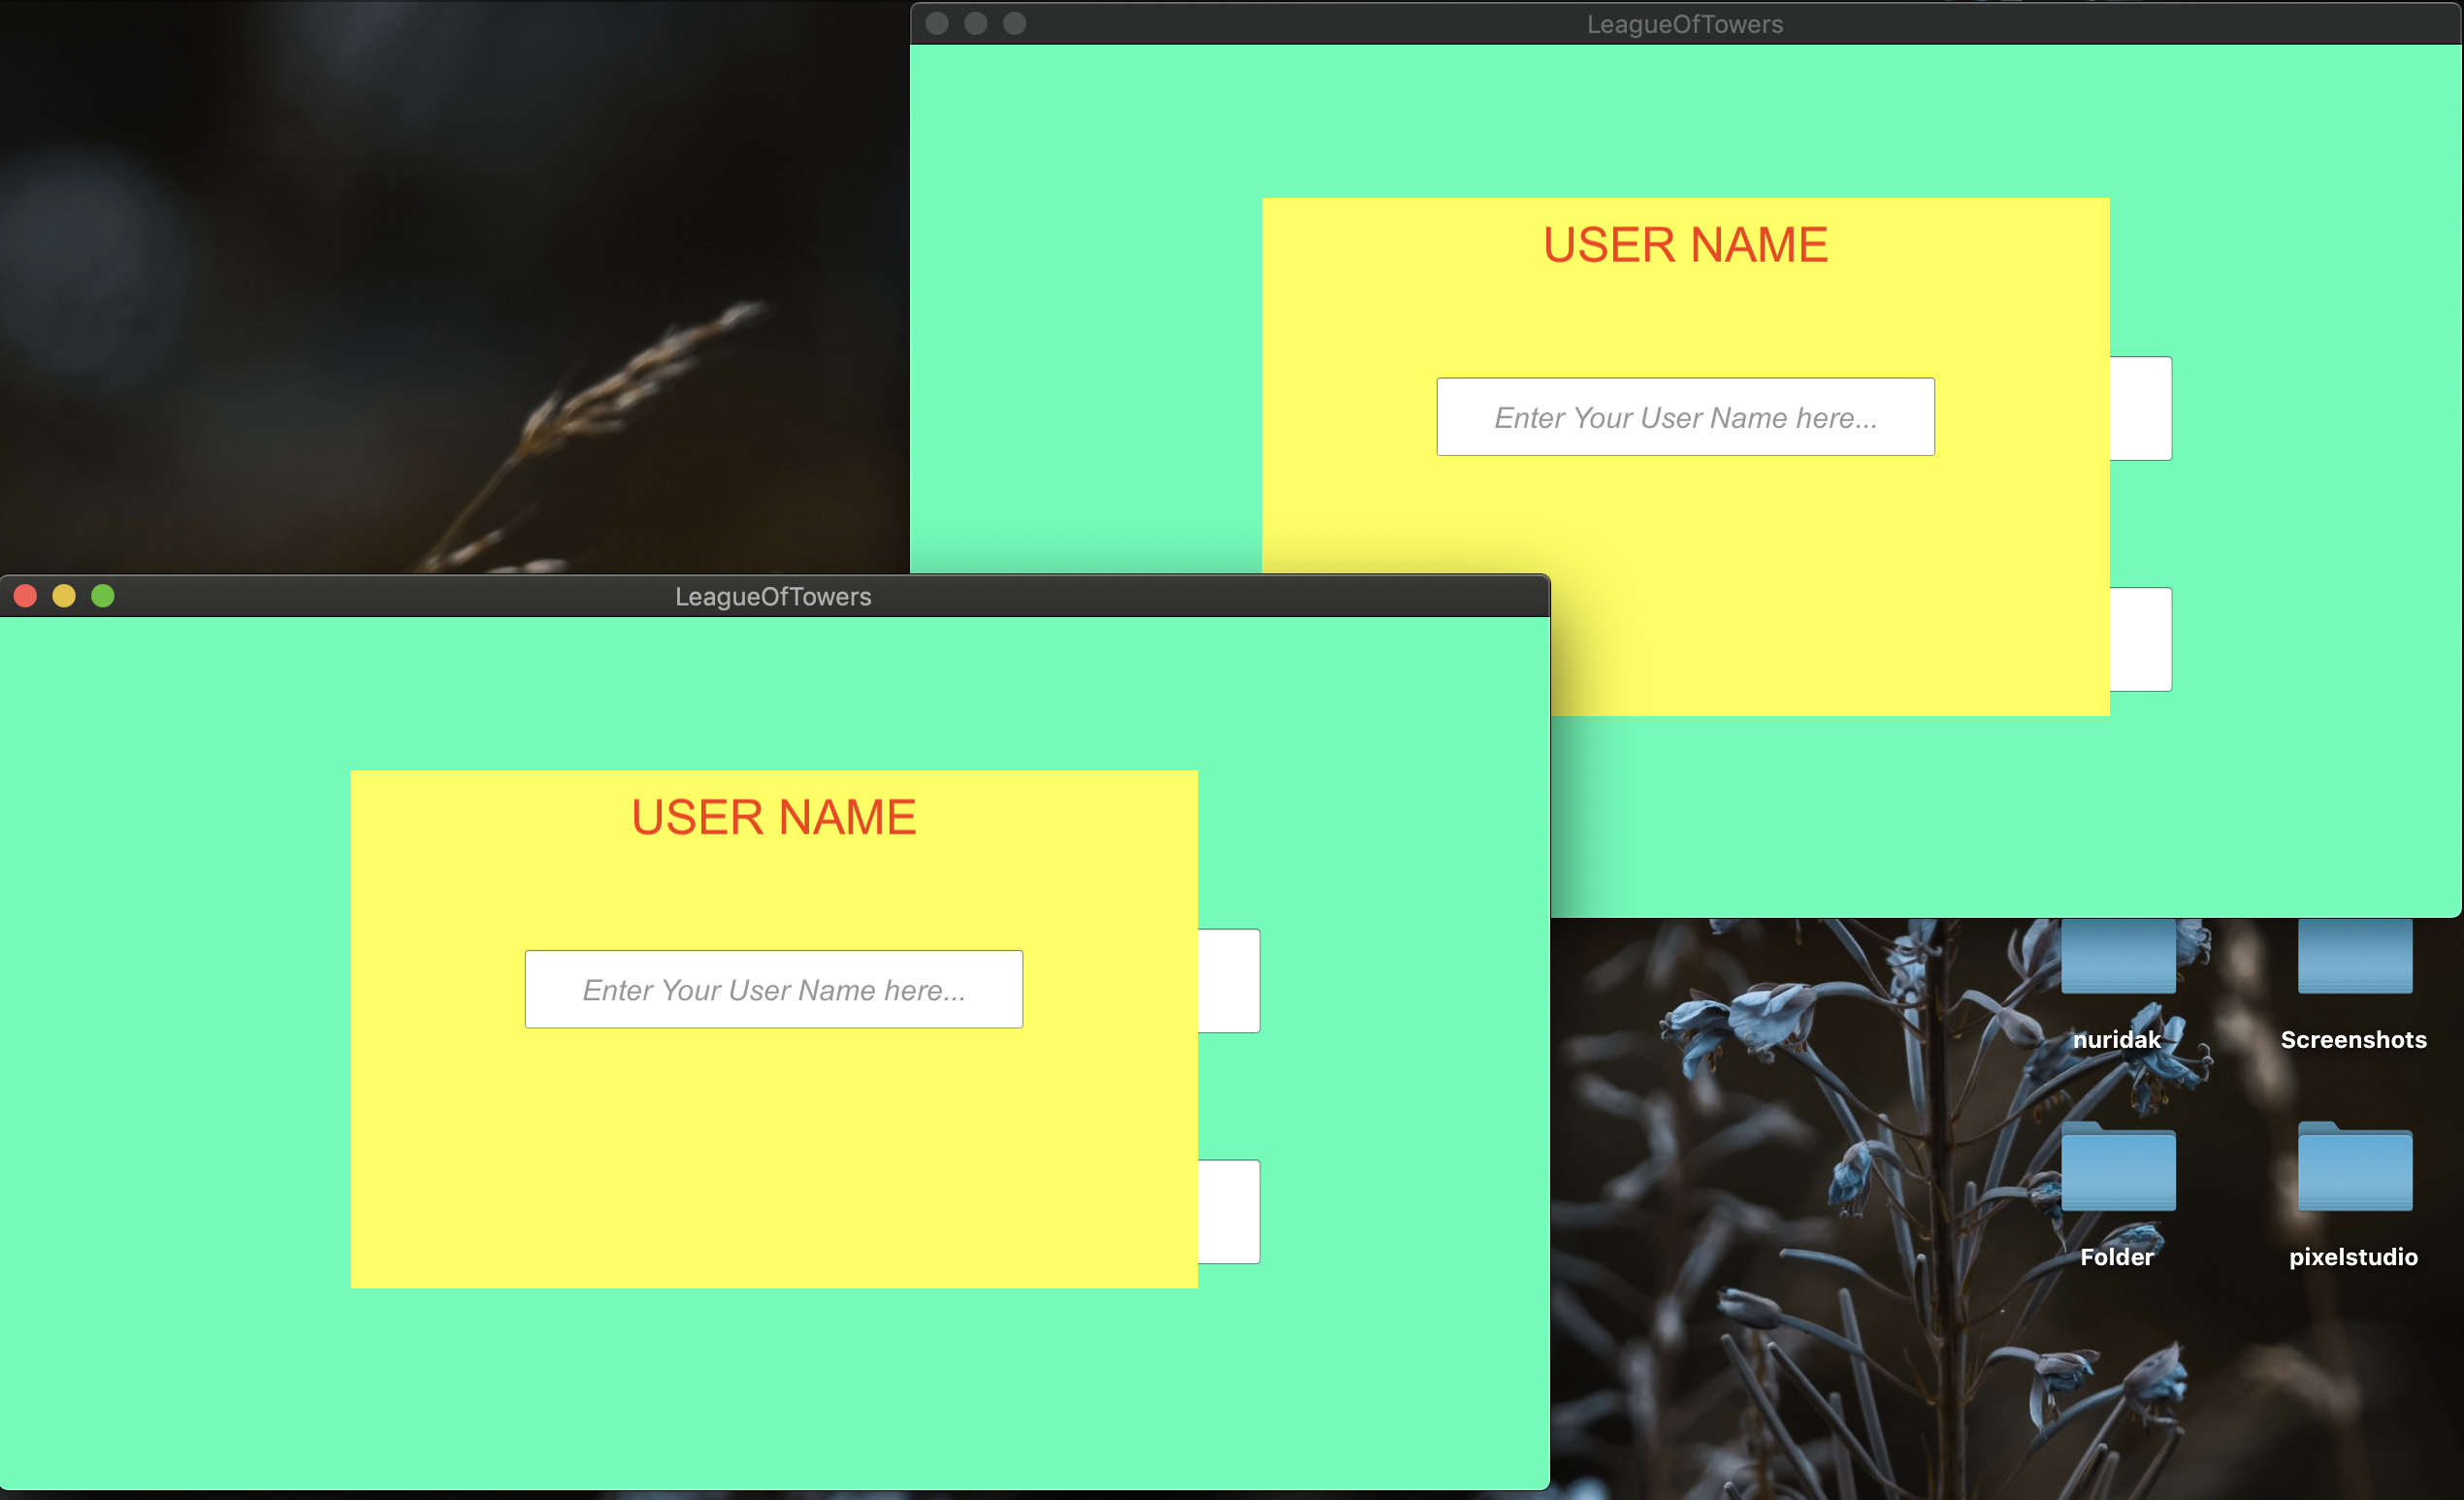 LeagueOfTowers
USER NAME
Enter Your User Name here...
LeagueOfTowers
USER NAME
Enter Your User Name here...
nuridak
Screenshots
Folder
pixelstudio